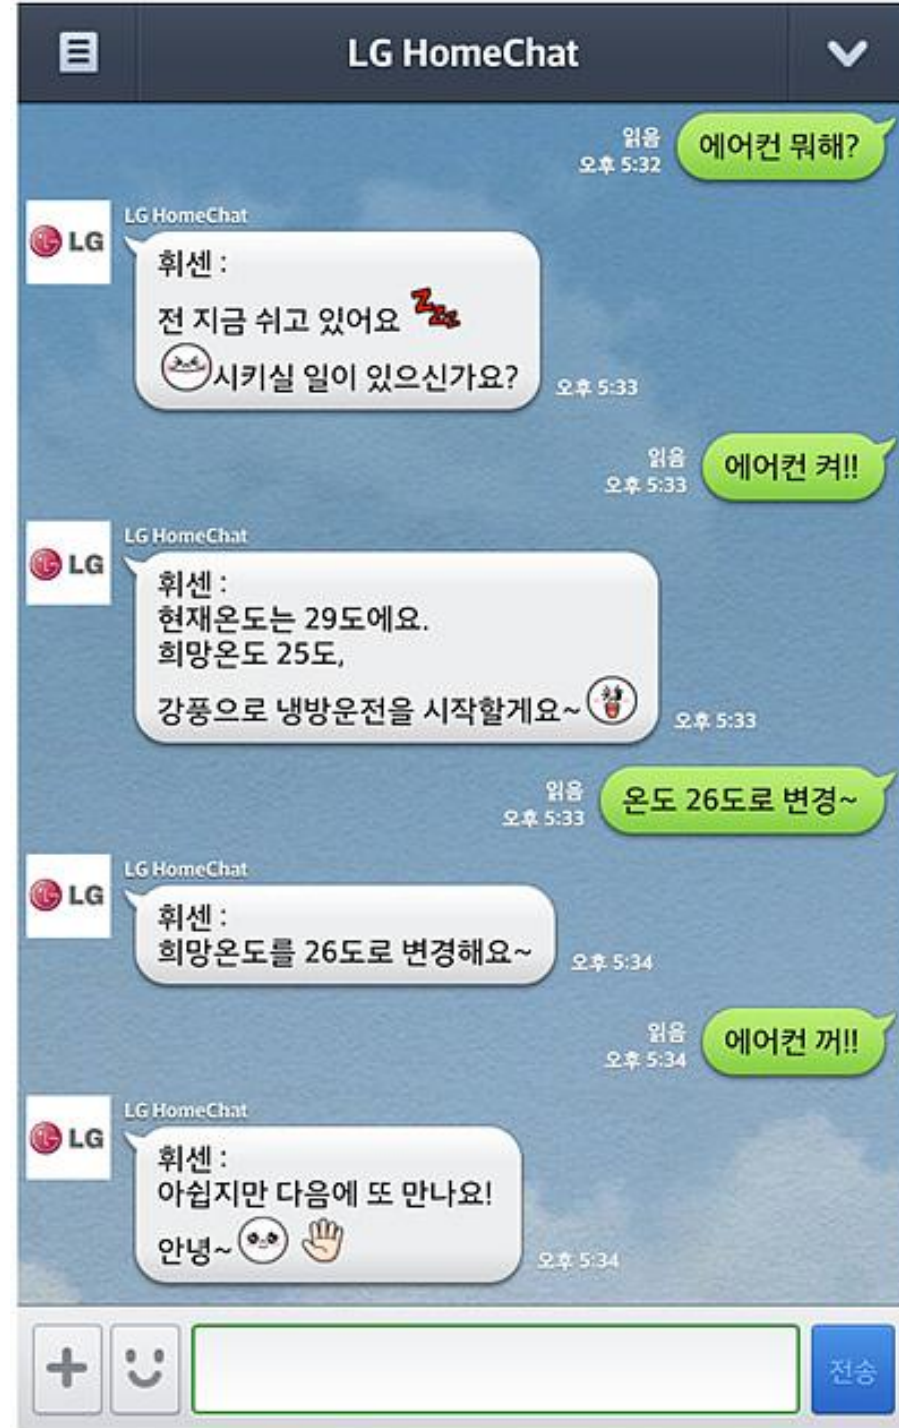 LG HomeChat
에어컨 뭐해?
읽음
오후 5:32
LG
LG HomeChat
휘센 :
전 지금 쉬고 있어요 Zzz
시키실 일이 있으신가요?
오후 5:33
에어컨 켜!!
읽음
오후 5:33
LG
LG HomeChat
휘센 :
현재온도는 29도에요.
희망온도 25도,
강풍으로 냉방운전을 시작할게요~
오후 5:33
온도 26도로 변경~
읽음
오후 5:33
LG
LG HomeChat
휘센 :
희망온도를 26도로 변경해요~
오후 5:34
에어컨 꺼!!
읽음
오후 5:34
LG
LG HomeChat
휘센 :
아쉽지만 다음에 또 만나요!
안녕~
오후 5:34
전송